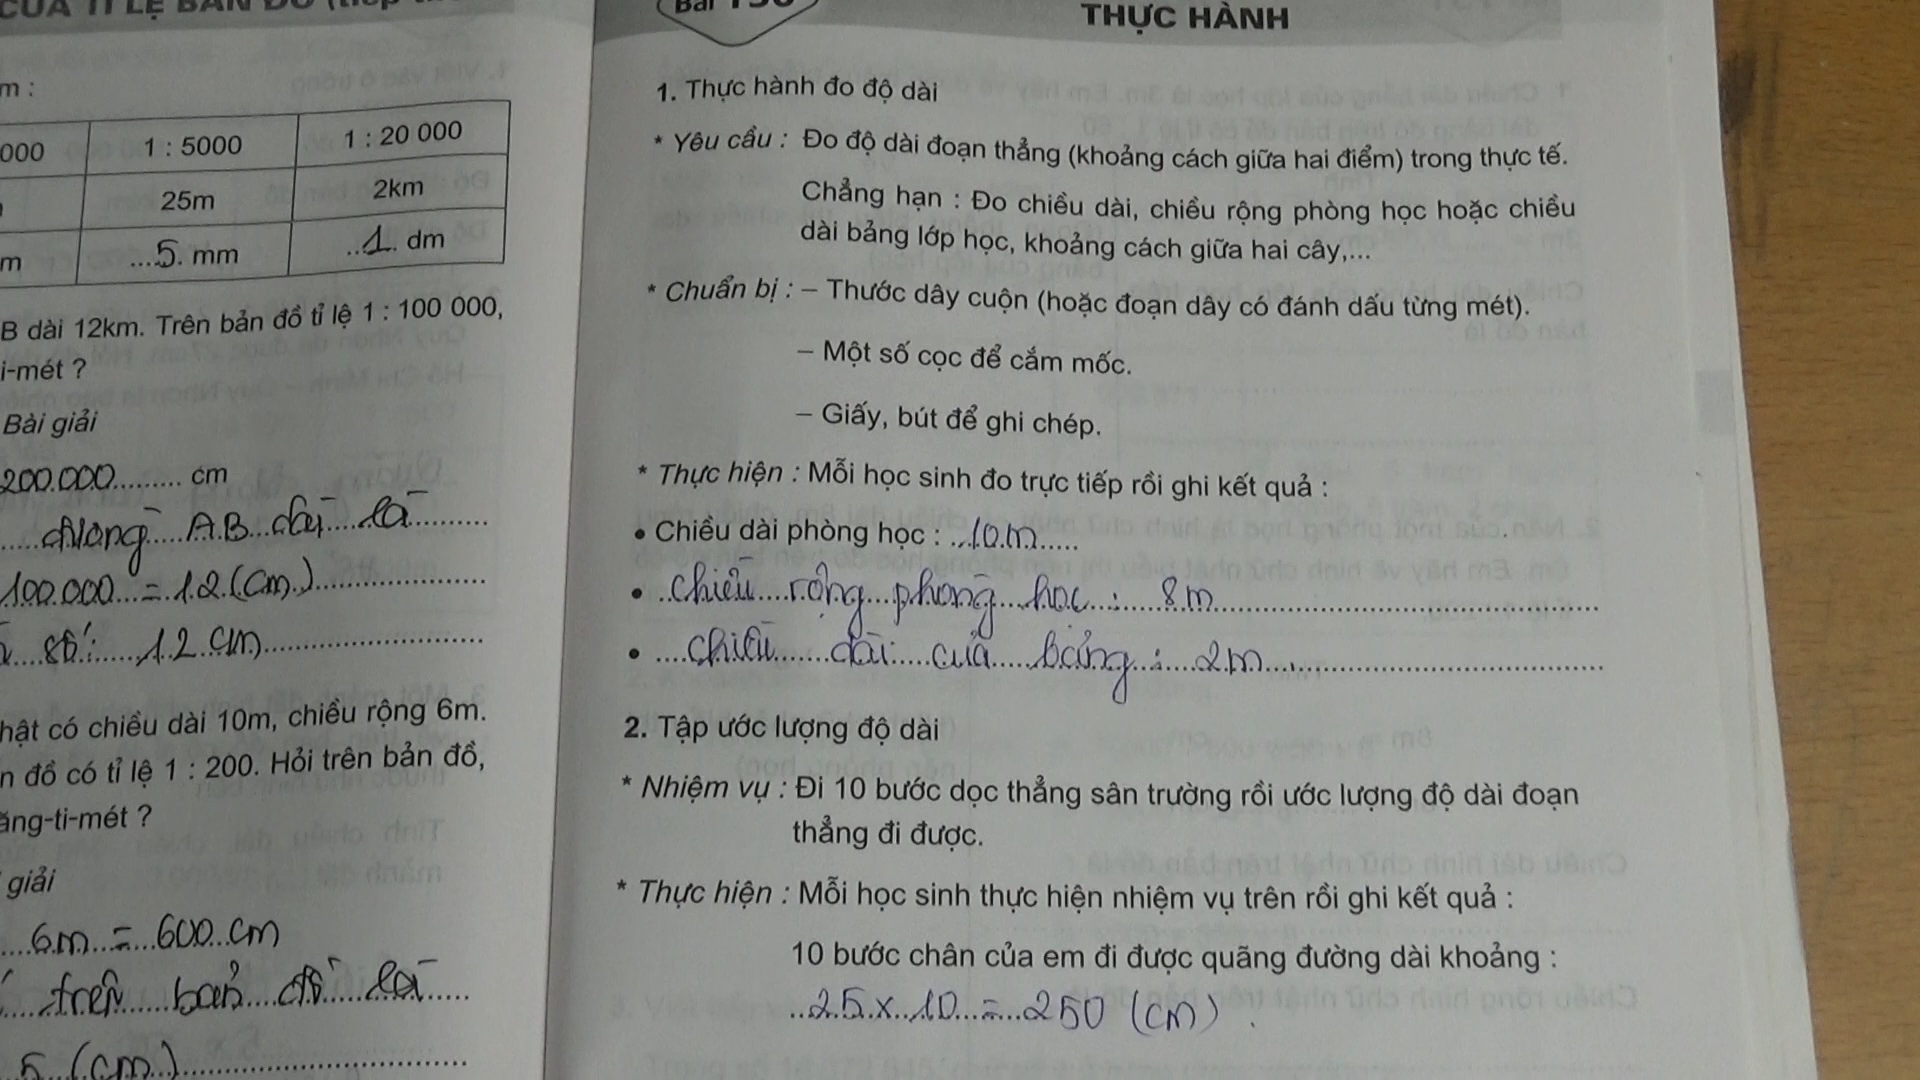 CỦA TỈ LỆ BẢN ĐỒ
m :
000 1 : 5000 1 : 20 000
25m 2km
m ....5. mm ..1. dm
B dài 12km. Trên bản đồ tỉ lệ 1 : 100 000,
i-mét ?
Bài giải
200.000......... cm
.....đường AB dài là
100.000 = 12 (cm)
số : 12 cm
hật có chiều dài 10m, chiều rộng 6m.
n đồ có tỉ lệ 1 : 200. Hỏi trên bản đồ,
ăng-ti-mét ?
giải
6m = 600 cm
trên bản đồ là
5 (cm)
Bài
THỰC HÀNH
1. Thực hành đo độ dài
* Yêu cầu : Đo độ dài đoạn thẳng (khoảng cách giữa hai điểm) trong thực tế.
Chẳng hạn : Đo chiều dài, chiều rộng phòng học hoặc chiều
dài bảng lớp học, khoảng cách giữa hai cây,...
* Chuẩn bị : – Thước dây cuộn (hoặc đoạn dây có đánh dấu từng mét).
– Một số cọc để cắm mốc.
– Giấy, bút để ghi chép.
* Thực hiện : Mỗi học sinh đo trực tiếp rồi ghi kết quả :
• Chiều dài phòng học : ..10.m.....
• chiều rộng phòng học : 8m
• chiều dài của bảng : 2m
2. Tập ước lượng độ dài
* Nhiệm vụ : Đi 10 bước dọc thẳng sân trường rồi ước lượng độ dài đoạn
thẳng đi được.
* Thực hiện : Mỗi học sinh thực hiện nhiệm vụ trên rồi ghi kết quả :
10 bước chân của em đi được quãng đường dài khoảng :
25 x 10 = 250 (cm) .